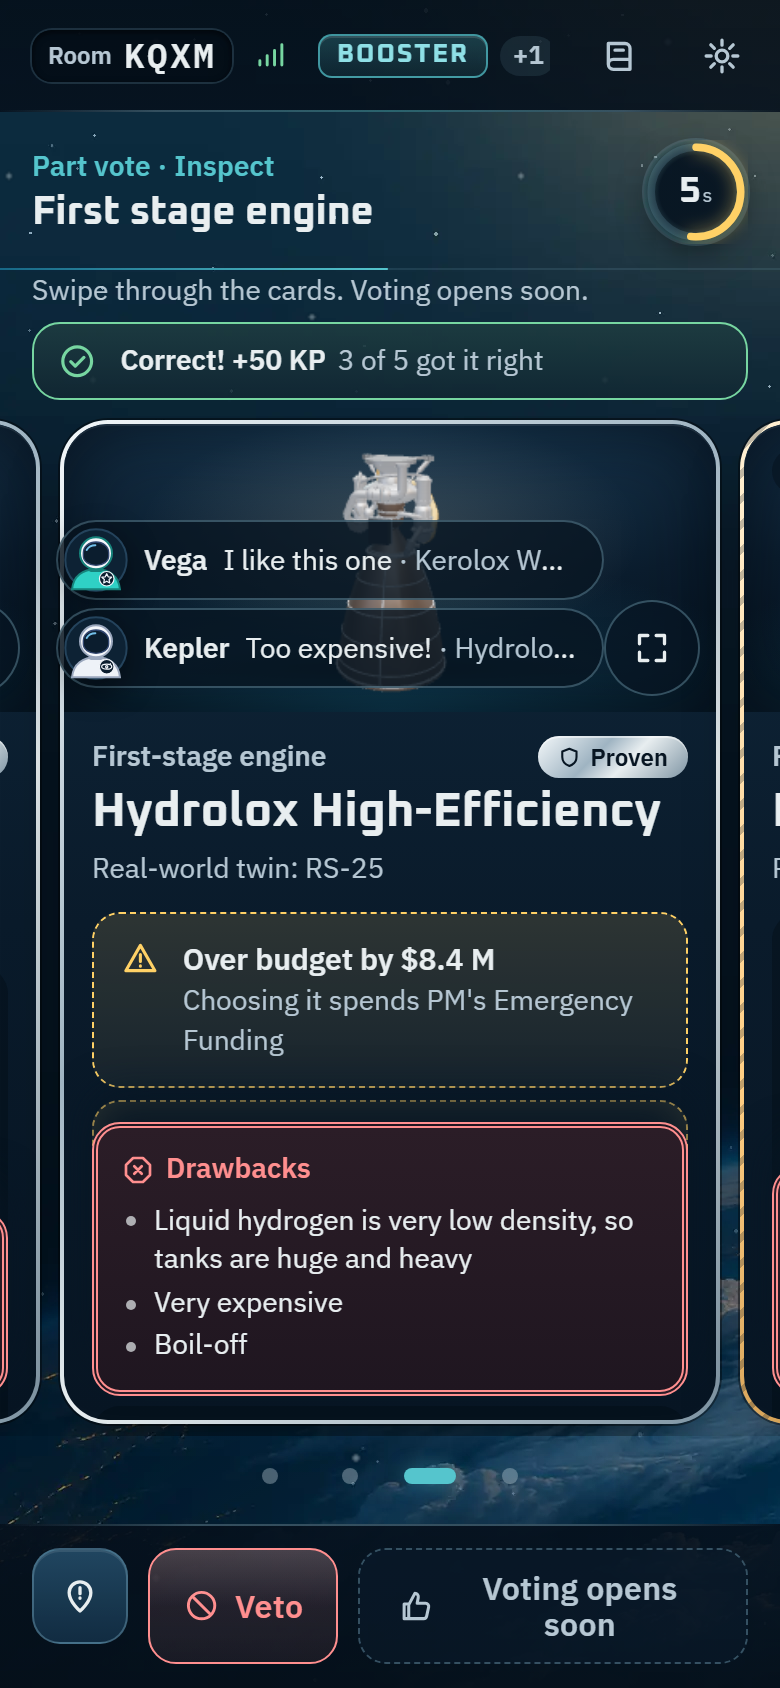 Room KQXM BOOSTER +1
Part vote · Inspect
First stage engine
5s
Swipe through the cards. Voting opens soon.
Correct! +50 KP 3 of 5 got it right
Vega I like this one · Kerolox W...
Kepler Too expensive! · Hydrolo...
First-stage engine
Proven
Hydrolox High-Efficiency
Real-world twin: RS-25
Over budget by $8.4 M
Choosing it spends PM's Emergency
Funding
Drawbacks
Liquid hydrogen is very low density, so
tanks are huge and heavy
Very expensive
Boil-off
Veto
Voting opens
soon